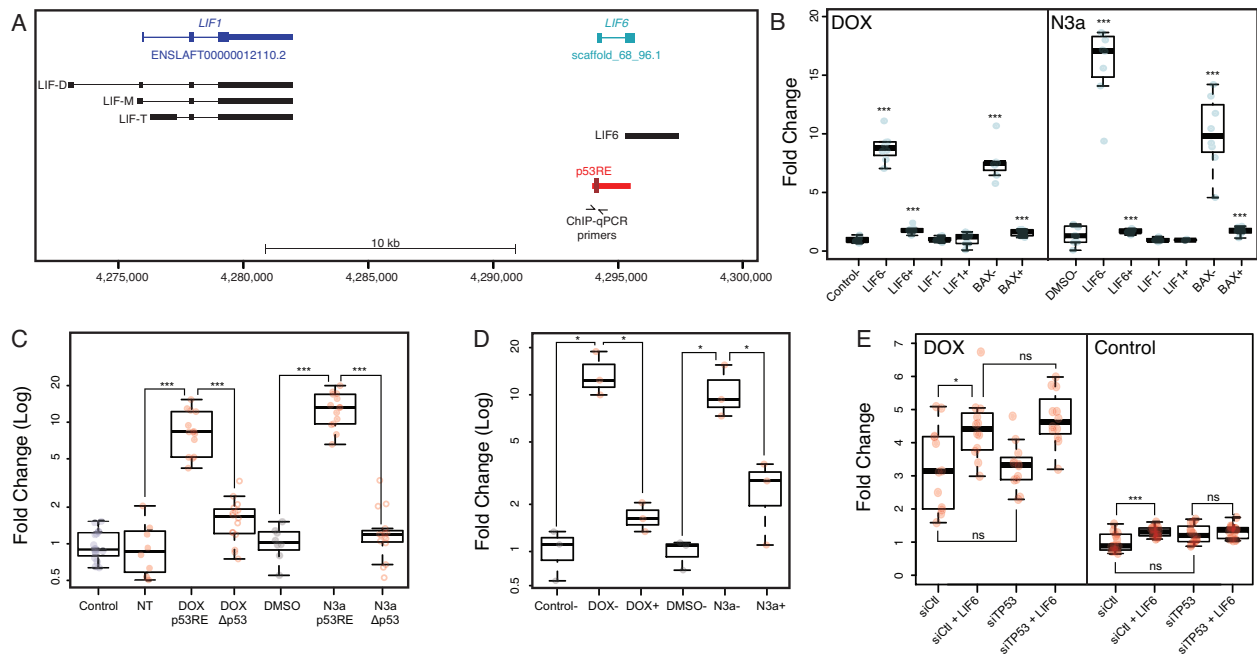 A
LIF1
LIF6
ENSLAFT00000012110.2
scaffold_68_96.1
LIF-D
LIF-M
LIF-T
LIF6
p53RE
ChIP-qPCR
primers
10 kb
4,275,000
4,280,000
4,285,000
4,290,000
4,295,000
4,300,000
B
DOX
N3a
Fold Change
20
15
10
5
0
***
***
***
***
***
***
***
***
Control-
LIF6-
LIF6+
LIF1-
LIF1+
BAX-
BAX+
DMSO-
LIF6-
LIF6+
LIF1-
LIF1+
BAX-
BAX+
C
Fold Change (Log)
20
10
5
2
1
0.5
***
***
***
***
Control
NT
DOX
p53RE
DOX
Δp53
DMSO
N3a
p53RE
N3a
Δp53
D
Fold Change (Log)
20
10
5
2
1
0.5
*
*
*
*
Control-
DOX-
DOX+
DMSO-
N3a-
N3a+
E
DOX
Control
Fold Change
7
6
5
4
3
2
1
0
*
ns
ns
***
ns
ns
siCtl
siCtl + LIF6
siTP53
siTP53 + LIF6
siCtl
siCtl + LIF6
siTP53
siTP53 + LIF6